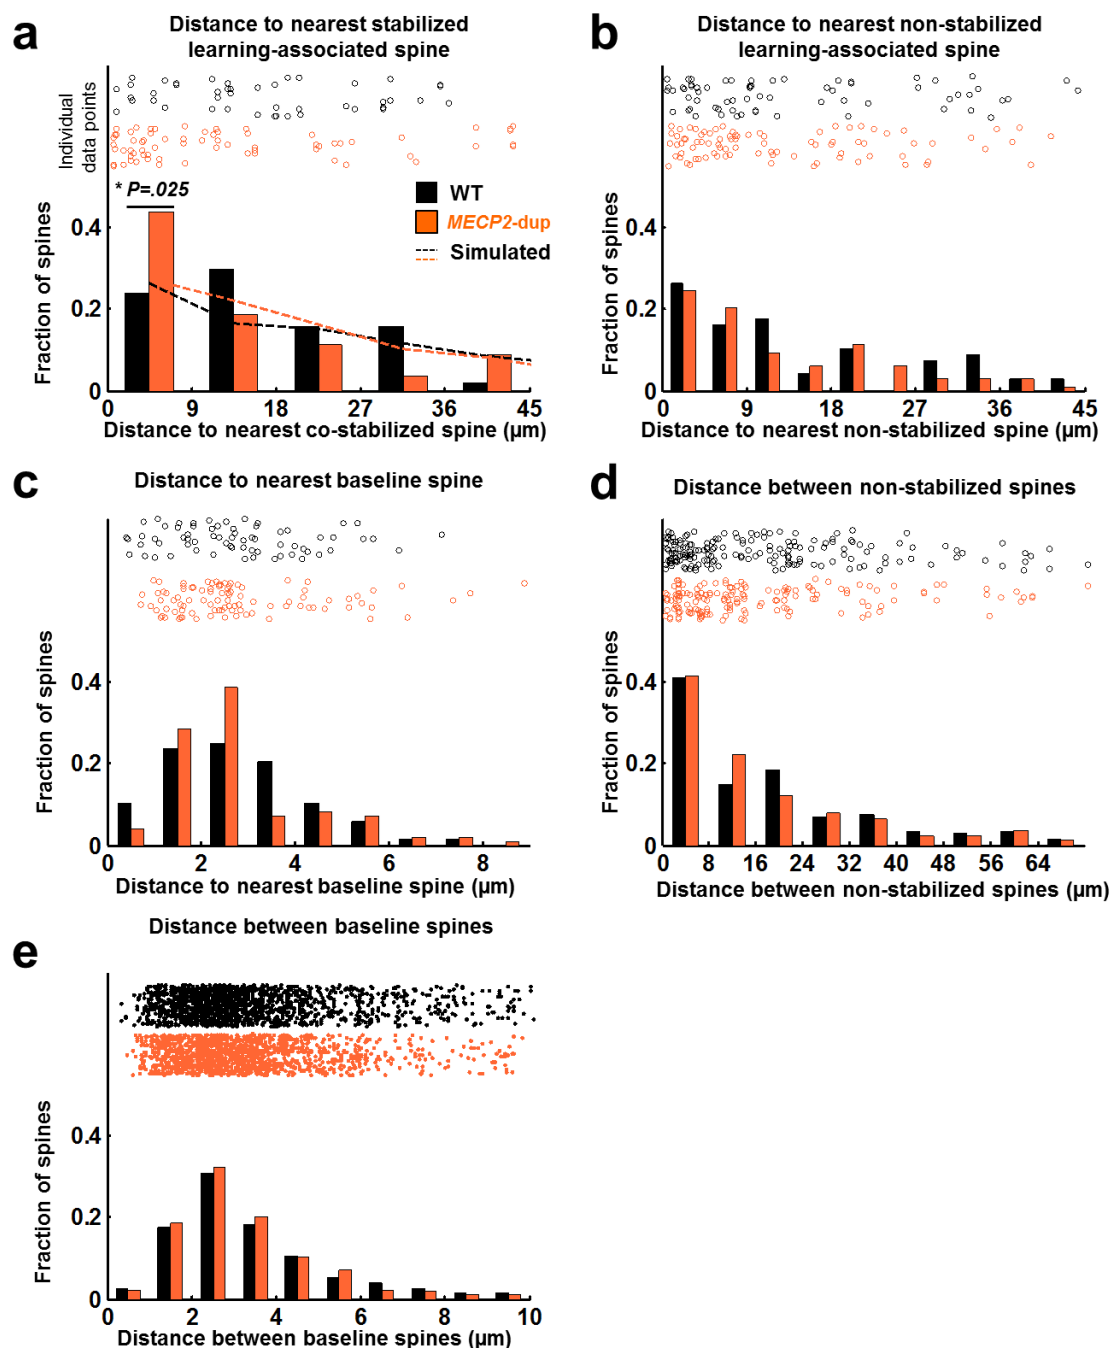 a
Distance to nearest stabilized
learning-associated spine
Individual
data points
* P=.025
WT
MECP2-dup
Simulated
Fraction of spines
0.4
0.2
0
0 9 18 27 36 45
Distance to nearest co-stabilized spine (µm)
b
Distance to nearest non-stabilized
learning-associated spine
Fraction of spines
0.4
0.2
0
0 9 18 27 36 45
Distance to nearest non-stabilized spine (µm)
c
Distance to nearest baseline spine
Fraction of spines
0.4
0.2
0
0 2 4 6 8
Distance to nearest baseline spine (µm)
d
Distance between non-stabilized spines
Fraction of spines
0.4
0.2
0
0 8 16 24 32 40 48 56 64
Distance between non-stabilized spines (µm)
e
Distance between baseline spines
Fraction of spines
0.4
0.2
0
0 2 4 6 8 10
Distance between baseline spines (µm)